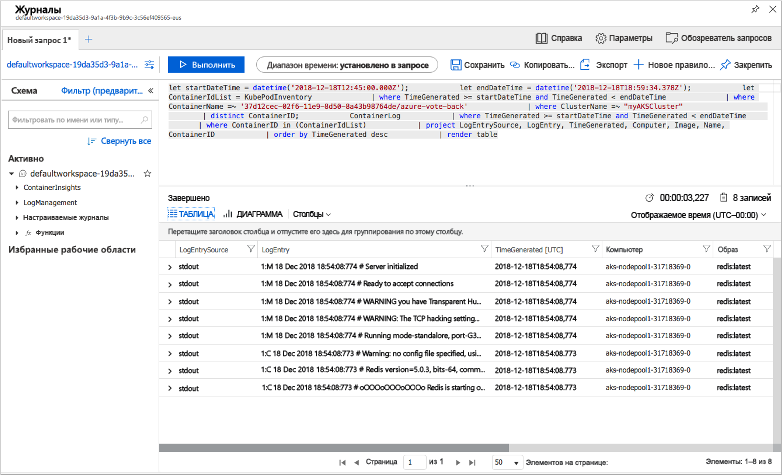 Журналы
defaultworkspace-19da35d3-9a1a-4f3b-9b9c-3c56ef409565-eus
Новый запрос 1*
Справка Параметры Обозреватель запросов
defaultworkspace-19da35d3-9a1a-... Выполнить Диапазон времени: установлено в запросе Сохранить Копировать... Экспорт Новое правило... Закрепить
Схема Фильтр (предварит... «
Фильтровать по имени или типу...
Свернуть все
Активно
defaultworkspace-19da35...
ContainerInsights
LogManagement
Настраиваемые журналы
fx Функции
Избранные рабочие области
let startDateTime = datetime('2018-12-18T12:45:00.000Z'); let endDateTime = datetime('2018-12-18T18:59:34.378Z'); let
ContainerIdList = KubePodInventory | where TimeGenerated >= startDateTime and TimeGenerated < endDateTime | where
ContainerName =~ '37d12cec-02f6-11e9-8d50-8a43b98764de/azure-vote-back' | where ClusterName =~ "myAKSCluster"
| distinct ContainerID; ContainerLog | where TimeGenerated >= startDateTime and TimeGenerated < endDateTime
| where ContainerID in (ContainerIdList) | project LogEntrySource, LogEntry, TimeGenerated, Computer, Image, Name,
ContainerID | order by TimeGenerated desc | render table
Завершено 00:00:03,227 8 записей
ТАБЛИЦА ДИАГРАММА Столбцы Отображаемое время (UTC-00:00)
Перетащите заголовок столбца и отпустите его здесь для группирования по этому столбцу.
LogEntrySource LogEntry TimeGenerated [UTC] Компьютер Образ
stdout 1:M 18 Dec 2018 18:54:08:774 # Server initialized 2018-12-18T18:54:08,774 aks-nodepool1-31718369-0 redis:latest
stdout 1:M 18 Dec 2018 18:54:08:774 # Ready to accept connections 2018-12-18T18:54:08,774 aks-nodepool1-31718369-0 redis:latest
stdout 1:M 18 Dec 2018 18:54:08:774 # WARNING you have Transparent Hu... 2018-12-18T18:54:08,774 aks-nodepool1-31718369-0 redis:latest
stdout 1:M 18 Dec 2018 18:54:08:774 # WARNING: The TCP hacking setting... 2018-12-18T18:54:08,774 aks-nodepool1-31718369-0 redis:latest
stdout 1:M 18 Dec 2018 18:54:08:774 # Running mode-standalore, port-G3... 2018-12-18T18:54:08,774 aks-nodepool1-31718369-0 redis:latest
stdout 1:C 18 Dec 2018 18:54:08:773 # Warning: no config file specified, usi... 2018-12-18T18:54:08,773 aks-nodepool1-31718369-0 redis:latest
stdout 1:C 18 Dec 2018 18:54:08:773 # Redis version=5.0.3, bits-64, comm... 2018-12-18T18:54:08.773 aks-nodepool1-31718369-0 redis:latest
stdout 1:C 18 Dec 2018 18:54:08,773 # oOOOoOOOoOOOo Redis is starting o... 2018-12-18T18:54:08,773 aks-nodepool1-31718369-0 redis:latest
Страница 1 из 1 50 Элементов на странице: Элементы: 1–8 из 8